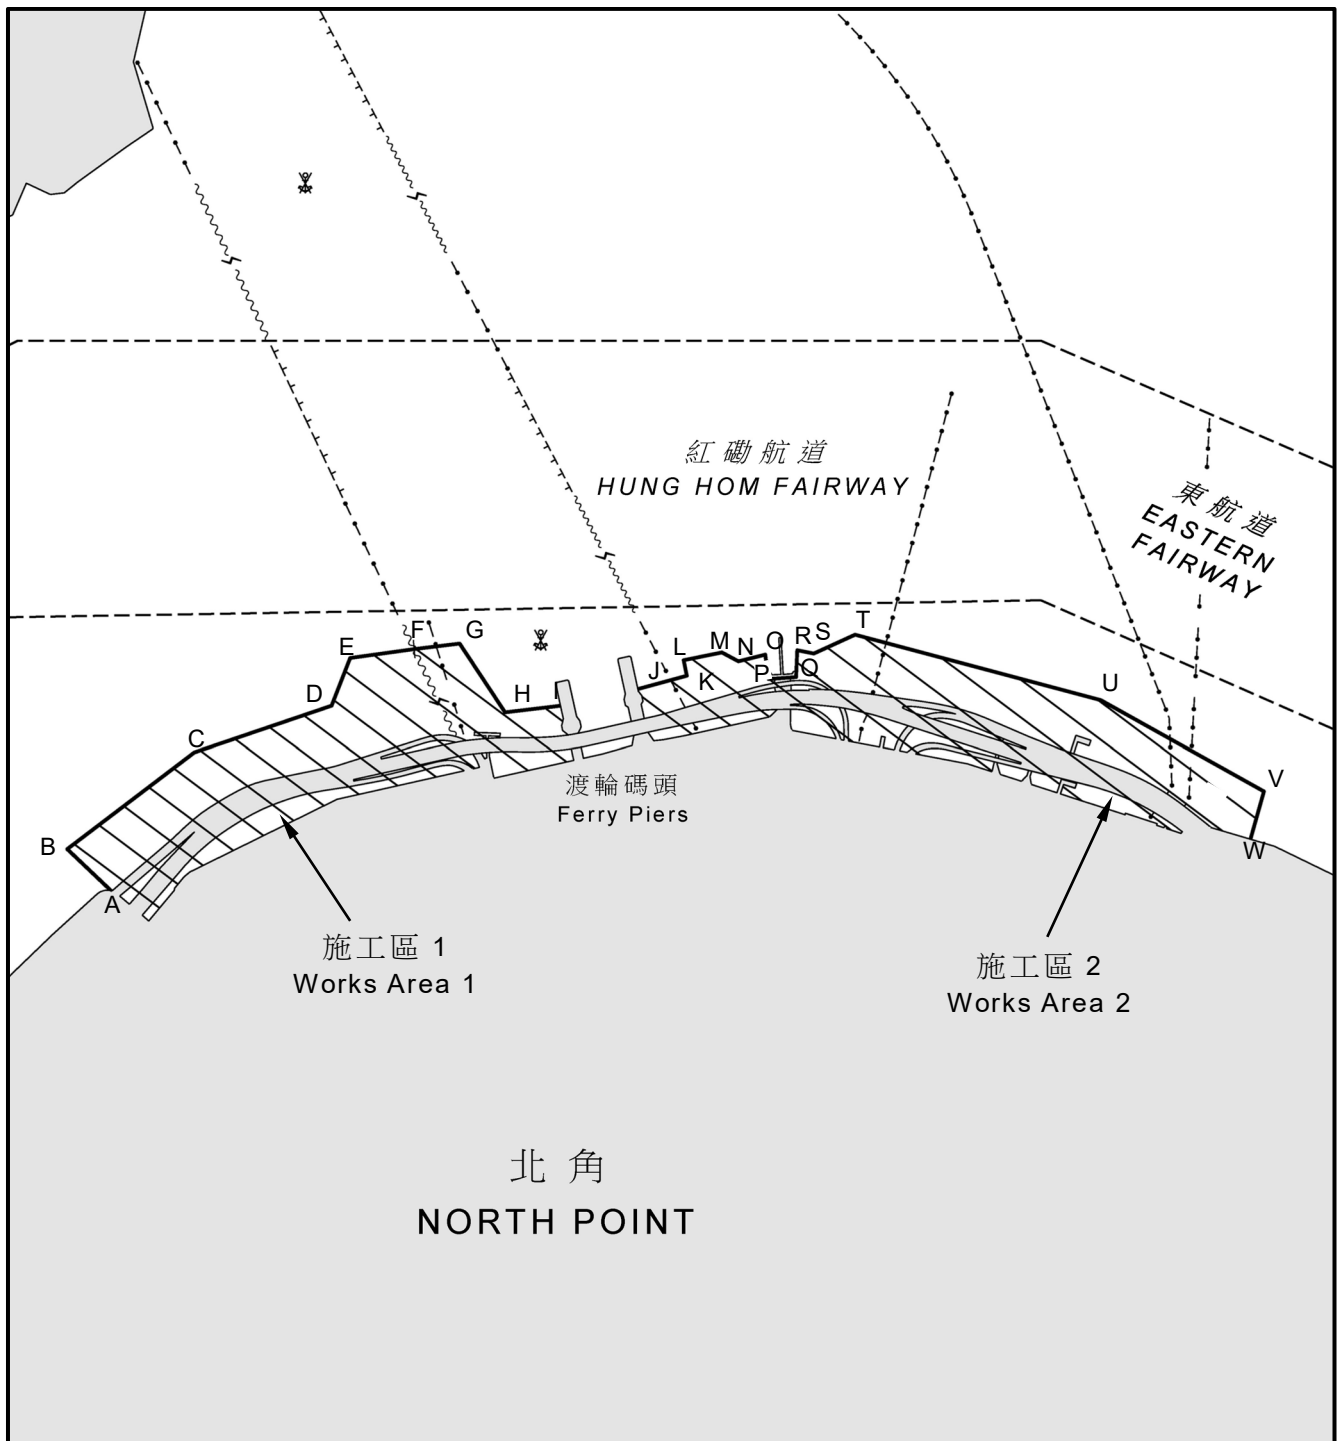 紅磡航道
HUNG HOM FAIRWAY
東航道
EASTERN
FAIRWAY
F
G
E
D
H
I
C
B
A
J
L
K
M
N
O
P
Q
R
S
T
U
V
W
渡輪碼頭
Ferry Piers
施工區 1
Works Area 1
施工區 2
Works Area 2
北角
NORTH POINT